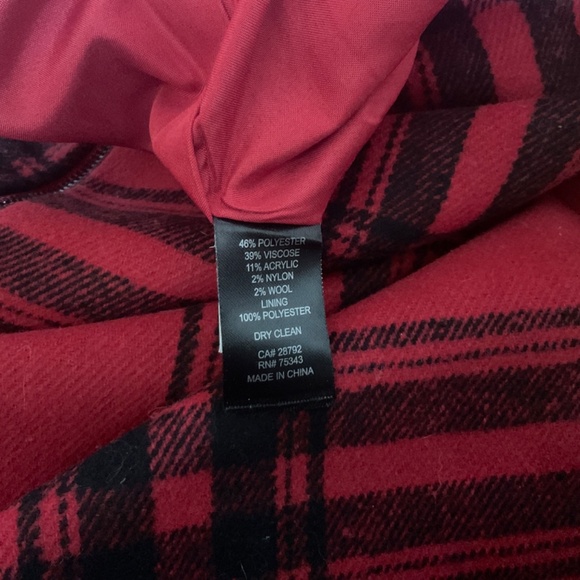 46% POLYESTER
39% VISCOSE
11% ACRYLIC
2% NYLON
2% WOOL
LINING
100% POLYESTER
DRY CLEAN
CA# 28792
RN# 75343
MADE IN CHINA